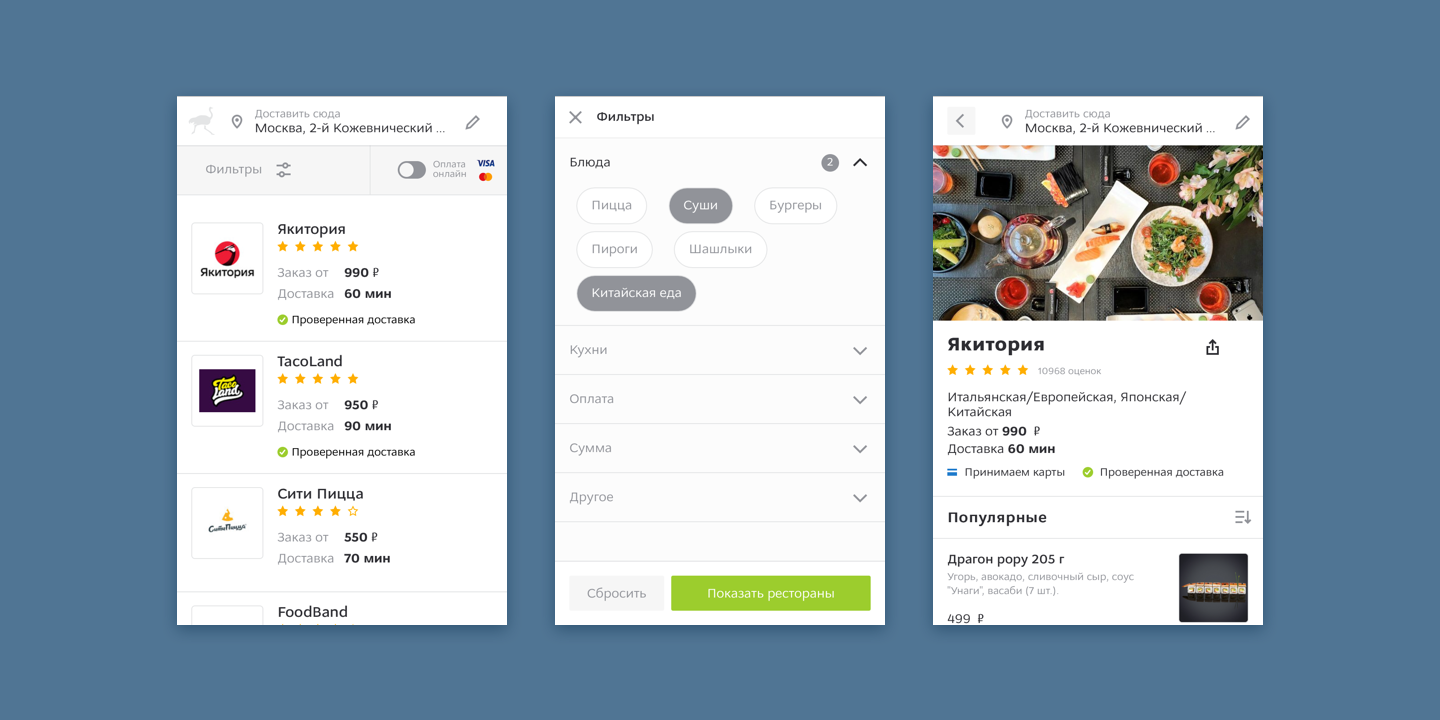 Доставить сюда
Москва, 2-й Кожевнический ...
Фильтры
Оплата
онлайн
VISA
Якитория
Якитория
Заказ от 990 ₽
Доставка 60 мин
Проверенная доставка
TacoLand
Taco
Land
Заказ от 950 ₽
Доставка 90 мин
Проверенная доставка
Сити Пицца
СитиПицца
Заказ от 550 ₽
Доставка 70 мин
FoodBand
Фильтры
Блюда
2
Пицца
Суши
Бургеры
Пироги
Шашлыки
Китайская еда
Кухни
Оплата
Сумма
Другое
Сбросить
Показать рестораны
Доставить сюда
Москва, 2-й Кожевнический ...
Якитория
10968 оценок
Итальянская/Европейская, Японская/
Китайская
Заказ от 990 ₽
Доставка 60 мин
Принимаем карты
Проверенная доставка
Популярные
Драгон рору 205 г
Угорь, авокадо, сливочный сыр, соус
"Унаги", васаби (7 шт.).
499 ₽